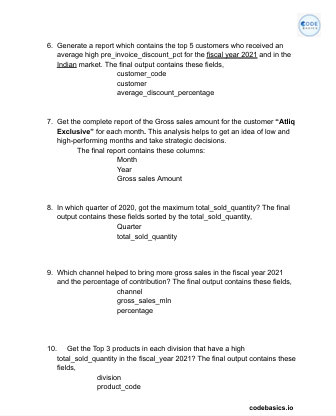 CODE
BASICS
6. Generate a report which contains the top 5 customers who received an
average high pre_invoice_discount_pct for the fiscal year 2021 and in the
Indian market. The final output contains these fields,
customer_code
customer
average_discount_percentage
7. Get the complete report of the Gross sales amount for the customer “Atliq
Exclusive” for each month. This analysis helps to get an idea of low and
high-performing months and take strategic decisions.
The final report contains these columns:
Month
Year
Gross sales Amount
8. In which quarter of 2020, got the maximum total_sold_quantity? The final
output contains these fields sorted by the total_sold_quantity,
Quarter
total_sold_quantity
9. Which channel helped to bring more gross sales in the fiscal year 2021
and the percentage of contribution? The final output contains these fields,
channel
gross_sales_mln
percentage
10. Get the Top 3 products in each division that have a high
total_sold_quantity in the fiscal_year 2021? The final output contains these
fields,
division
product_code
codebasics.io